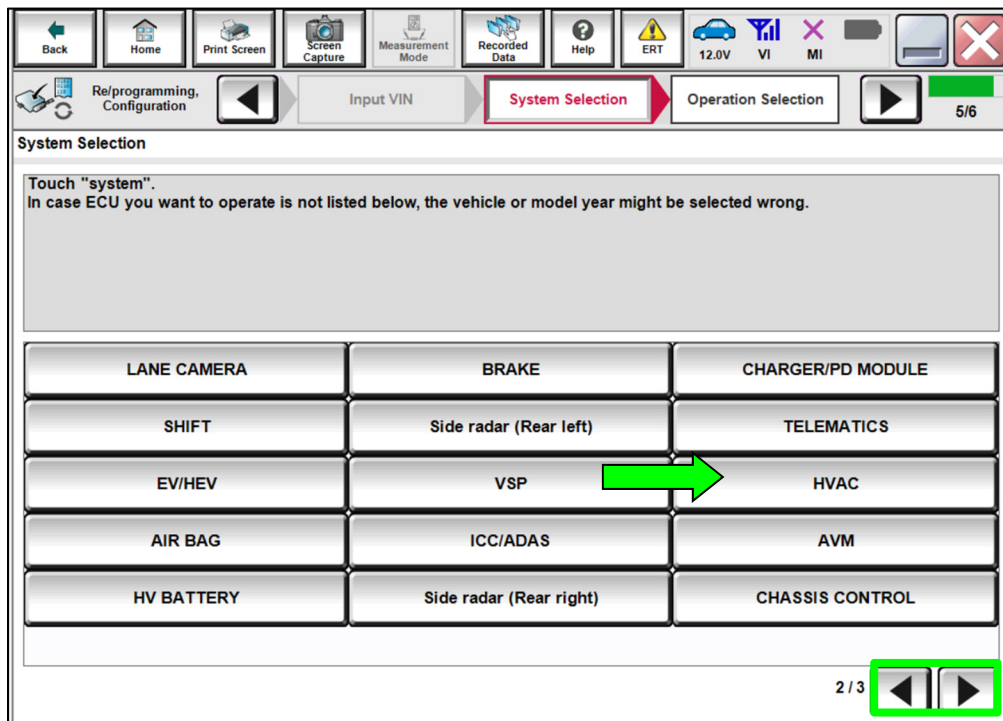 Back
Home
Print Screen
Screen
Capture
Measurement
Mode
Recorded
Data
Help
ERT
12.0V
VI
MI
Re/programming,
Configuration
Input VIN
System Selection
Operation Selection
5/6
System Selection
Touch "system".
In case ECU you want to operate is not listed below, the vehicle or model year might be selected wrong.
LANE CAMERA
BRAKE
CHARGER/PD MODULE
SHIFT
Side radar (Rear left)
TELEMATICS
EV/HEV
VSP
HVAC
AIR BAG
ICC/ADAS
AVM
HV BATTERY
Side radar (Rear right)
CHASSIS CONTROL
2 / 3